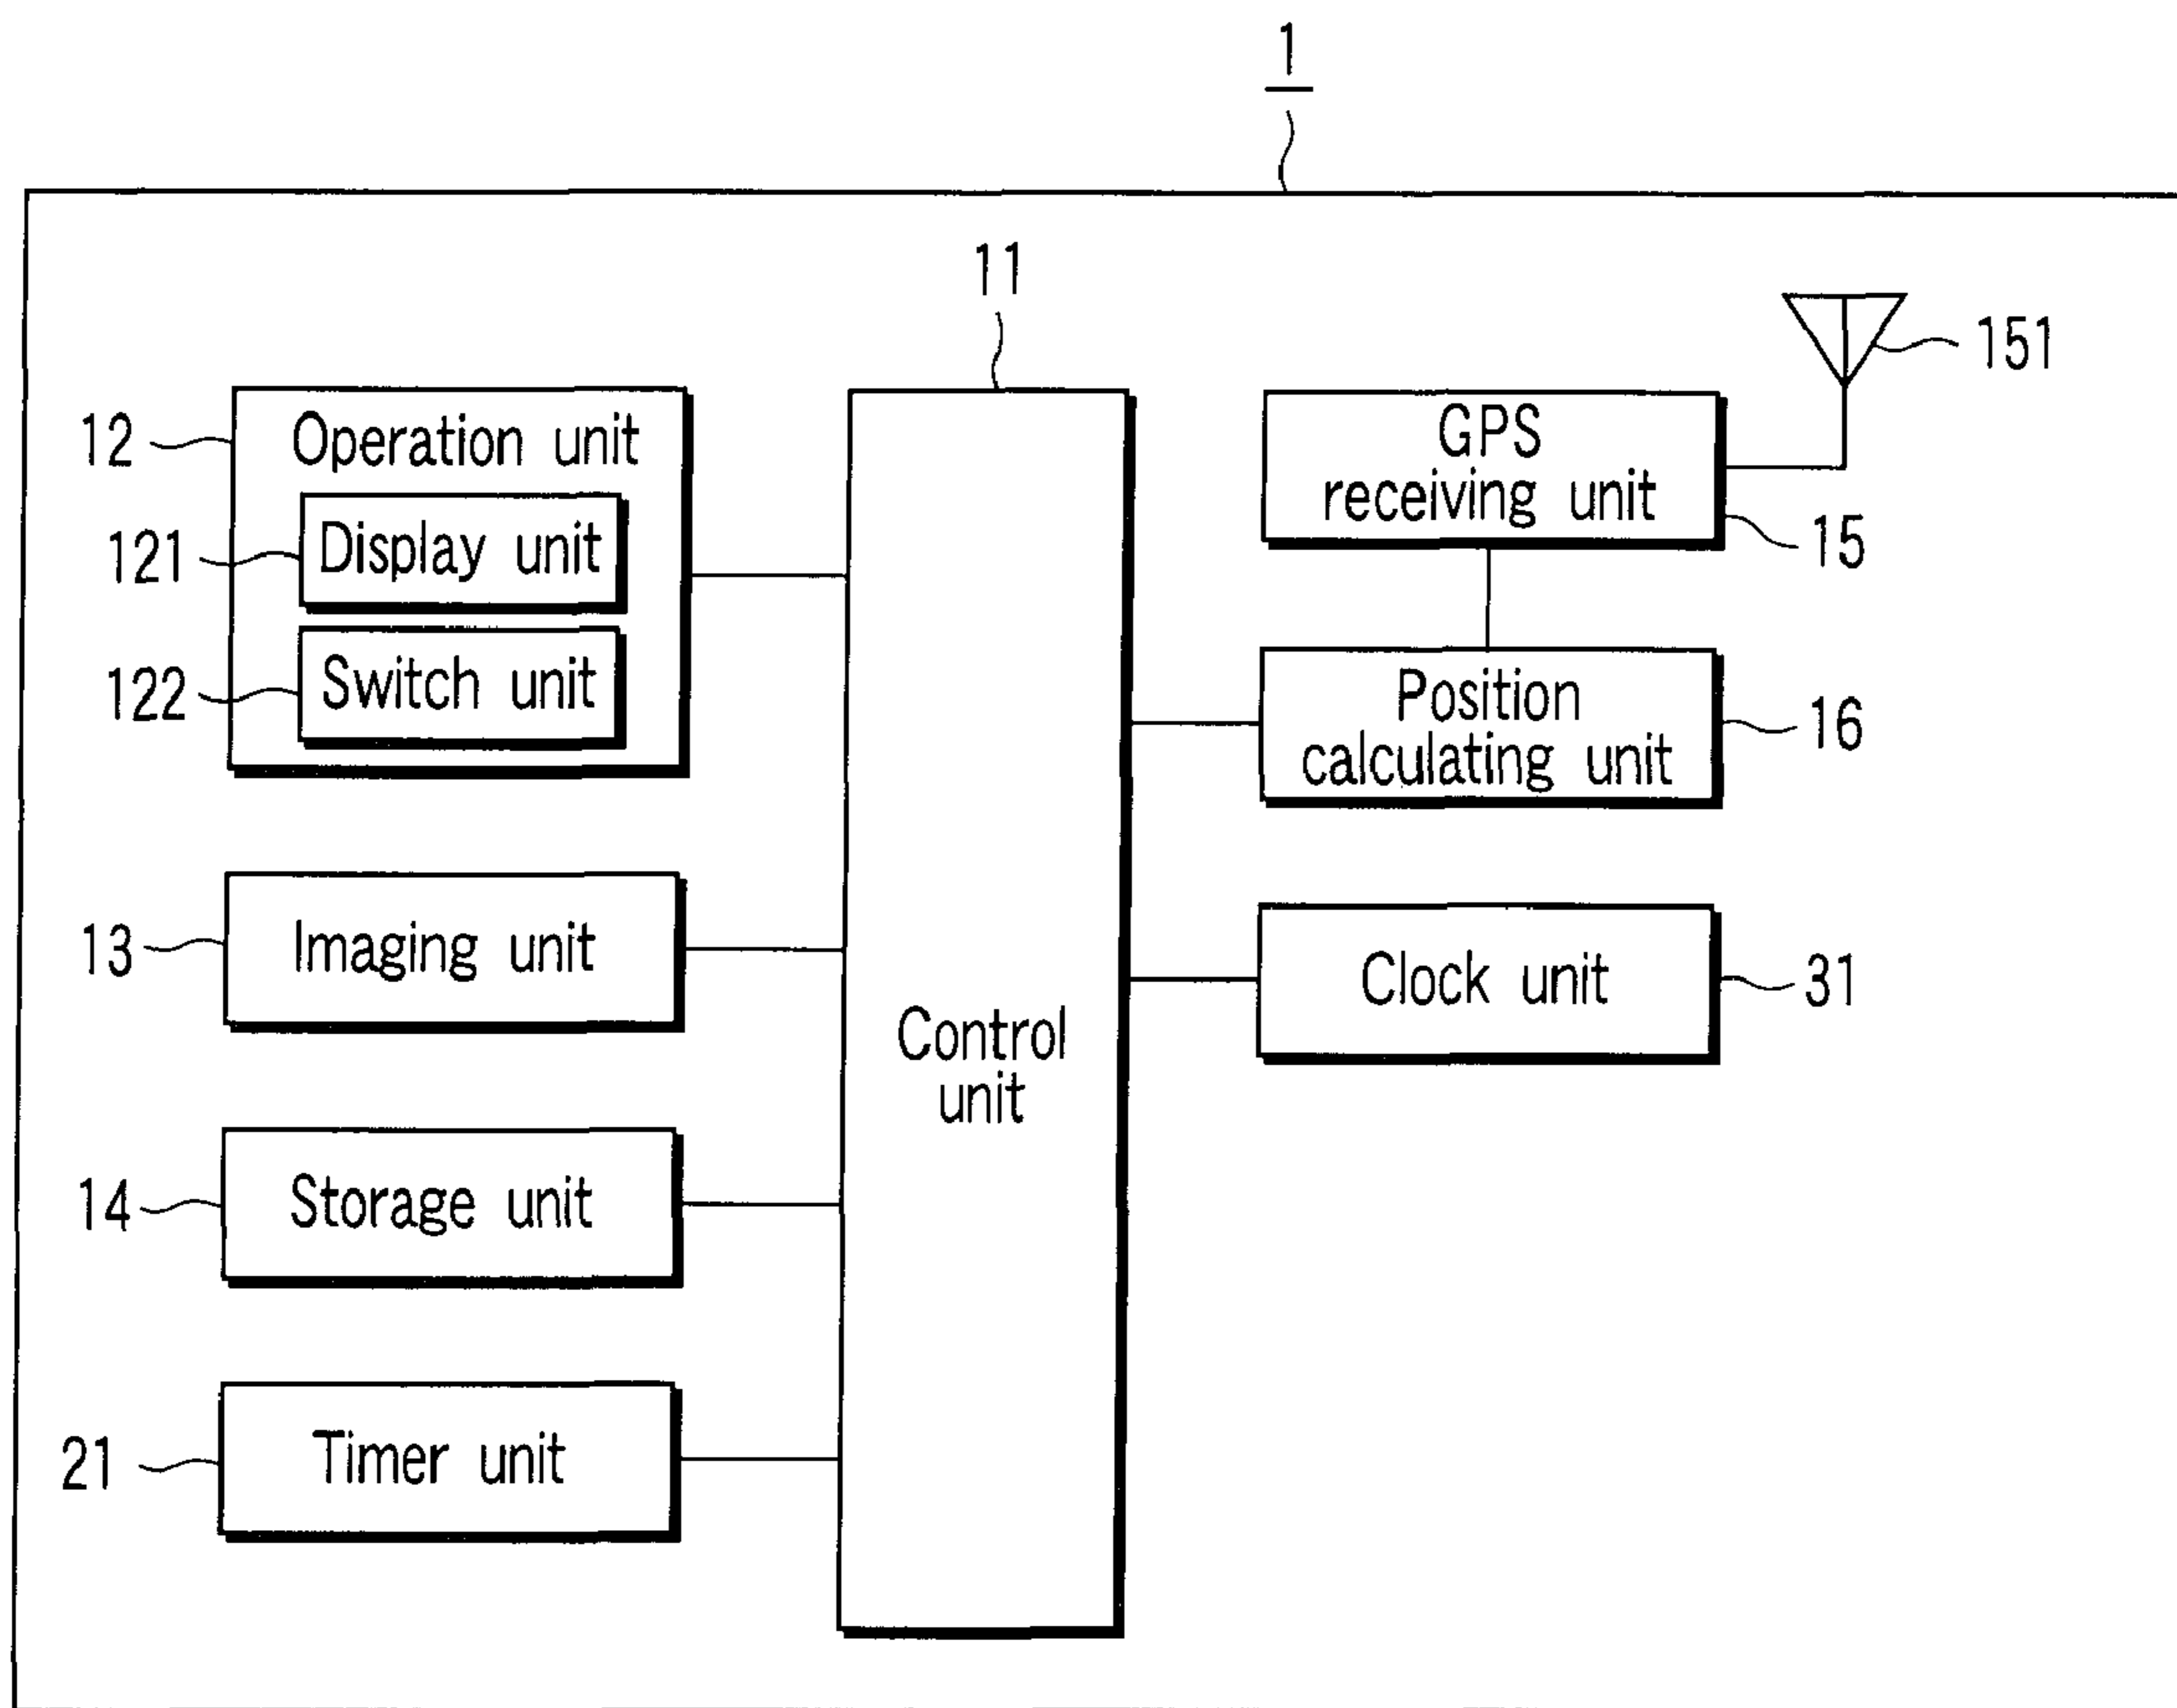 1
11
151
12
Operation unit
GPS
receiving unit
15
121
Display unit
122
Switch unit
Position
calculating unit
16
13
Imaging unit
Clock unit
31
Control
unit
14
Storage unit
21
Timer unit